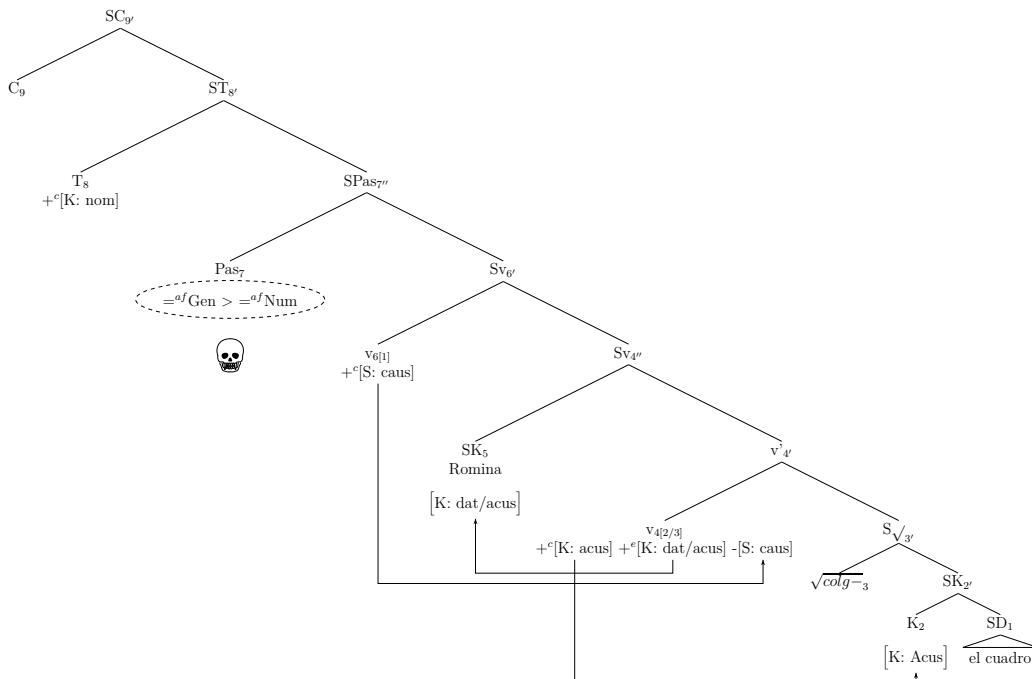 SC₉′
C₉ ST₈′
T₈ SPas₇″
+ᶜ[K: nom]
Pas₇ Sv₆′
=ᵃᶠGen > =ᵃᶠNum
v₆[1] Sv₄″
+ᶜ[S: caus]
SK₅ v'₄′
Romina
[K: dat/acus]
v₄[2/3] S√₃′
+ᶜ[K: acus] +ᵉ[K: dat/acus] -[S: caus]
√colg−₃ SK₂′
K₂ SD₁
[K: Acus] el cuadro